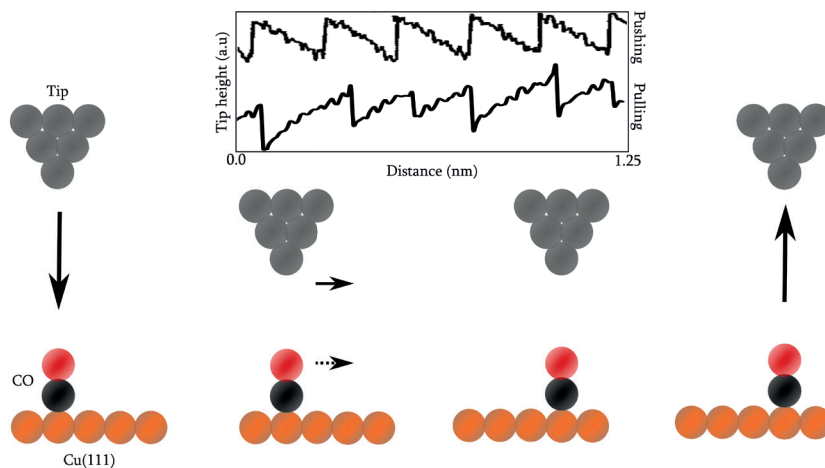 Tip height (a.u)
Pushing
Pulling
0.0
1.25
Distance (nm)
Tip
CO
Cu(111)